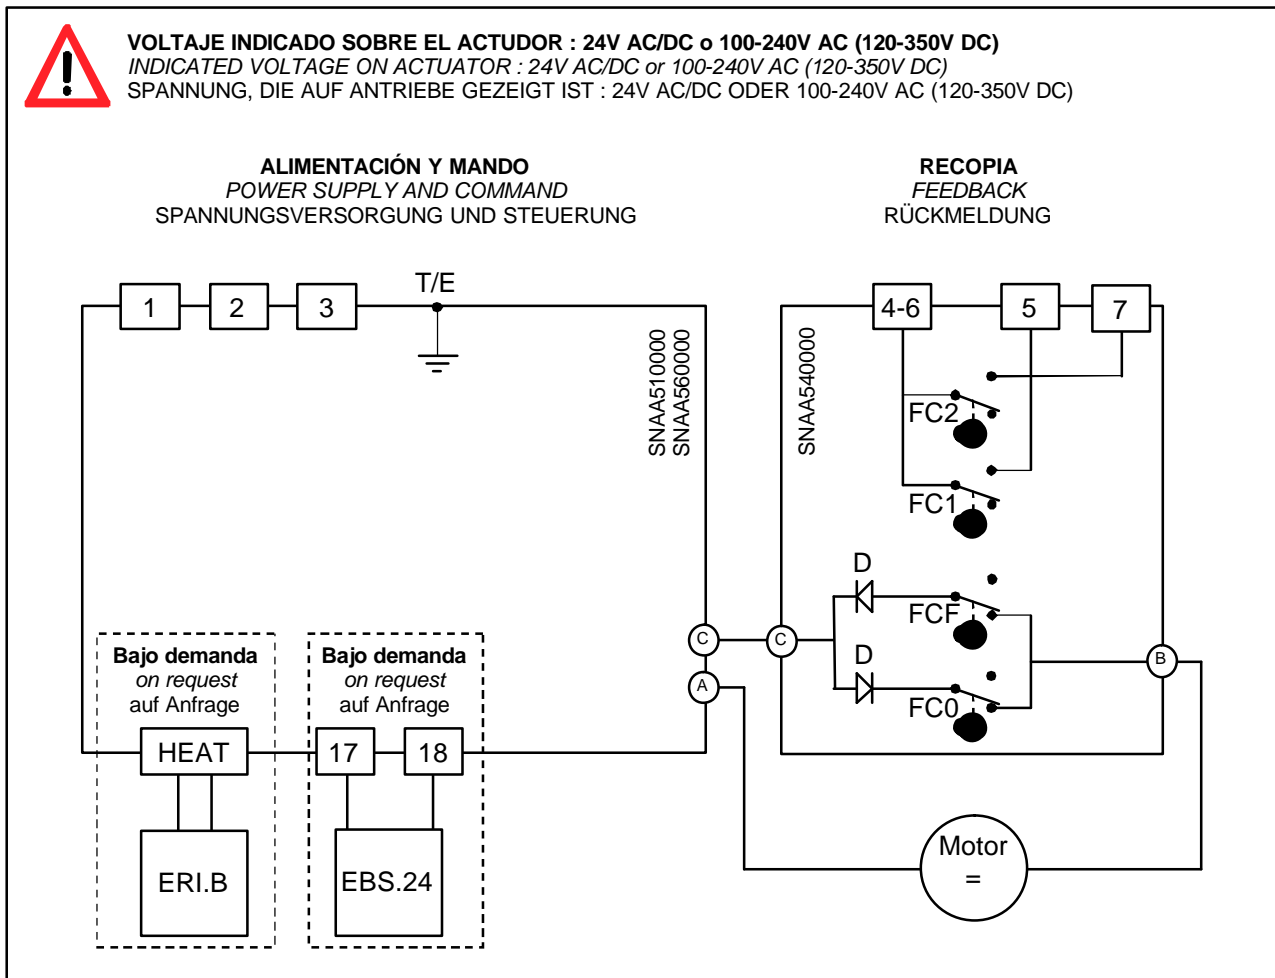 VOLTAJE INDICADO SOBRE EL ACTUDOR : 24V AC/DC o 100-240V AC (120-350V DC)
INDICATED VOLTAGE ON ACTUATOR : 24V AC/DC or 100-240V AC (120-350V DC)
SPANNUNG, DIE AUF ANTRIEBE GEZEIGT IST : 24V AC/DC ODER 100-240V AC (120-350V DC)
ALIMENTACIÓN Y MANDO
POWER SUPPLY AND COMMAND
SPANNUNGSVERSORGUNG UND STEUERUNG
RECOPIA
FEEDBACK
RÜCKMELDUNG
1
2
3
T/E
SNAA510000
SNAA560000
4-6
5
7
SNAA540000
FC2
FC1
D
FCF
D
FC0
C
C
A
B
Bajo demanda
on request
auf Anfrage
Bajo demanda
on request
auf Anfrage
HEAT
17
18
ERI.B
EBS.24
Motor
=